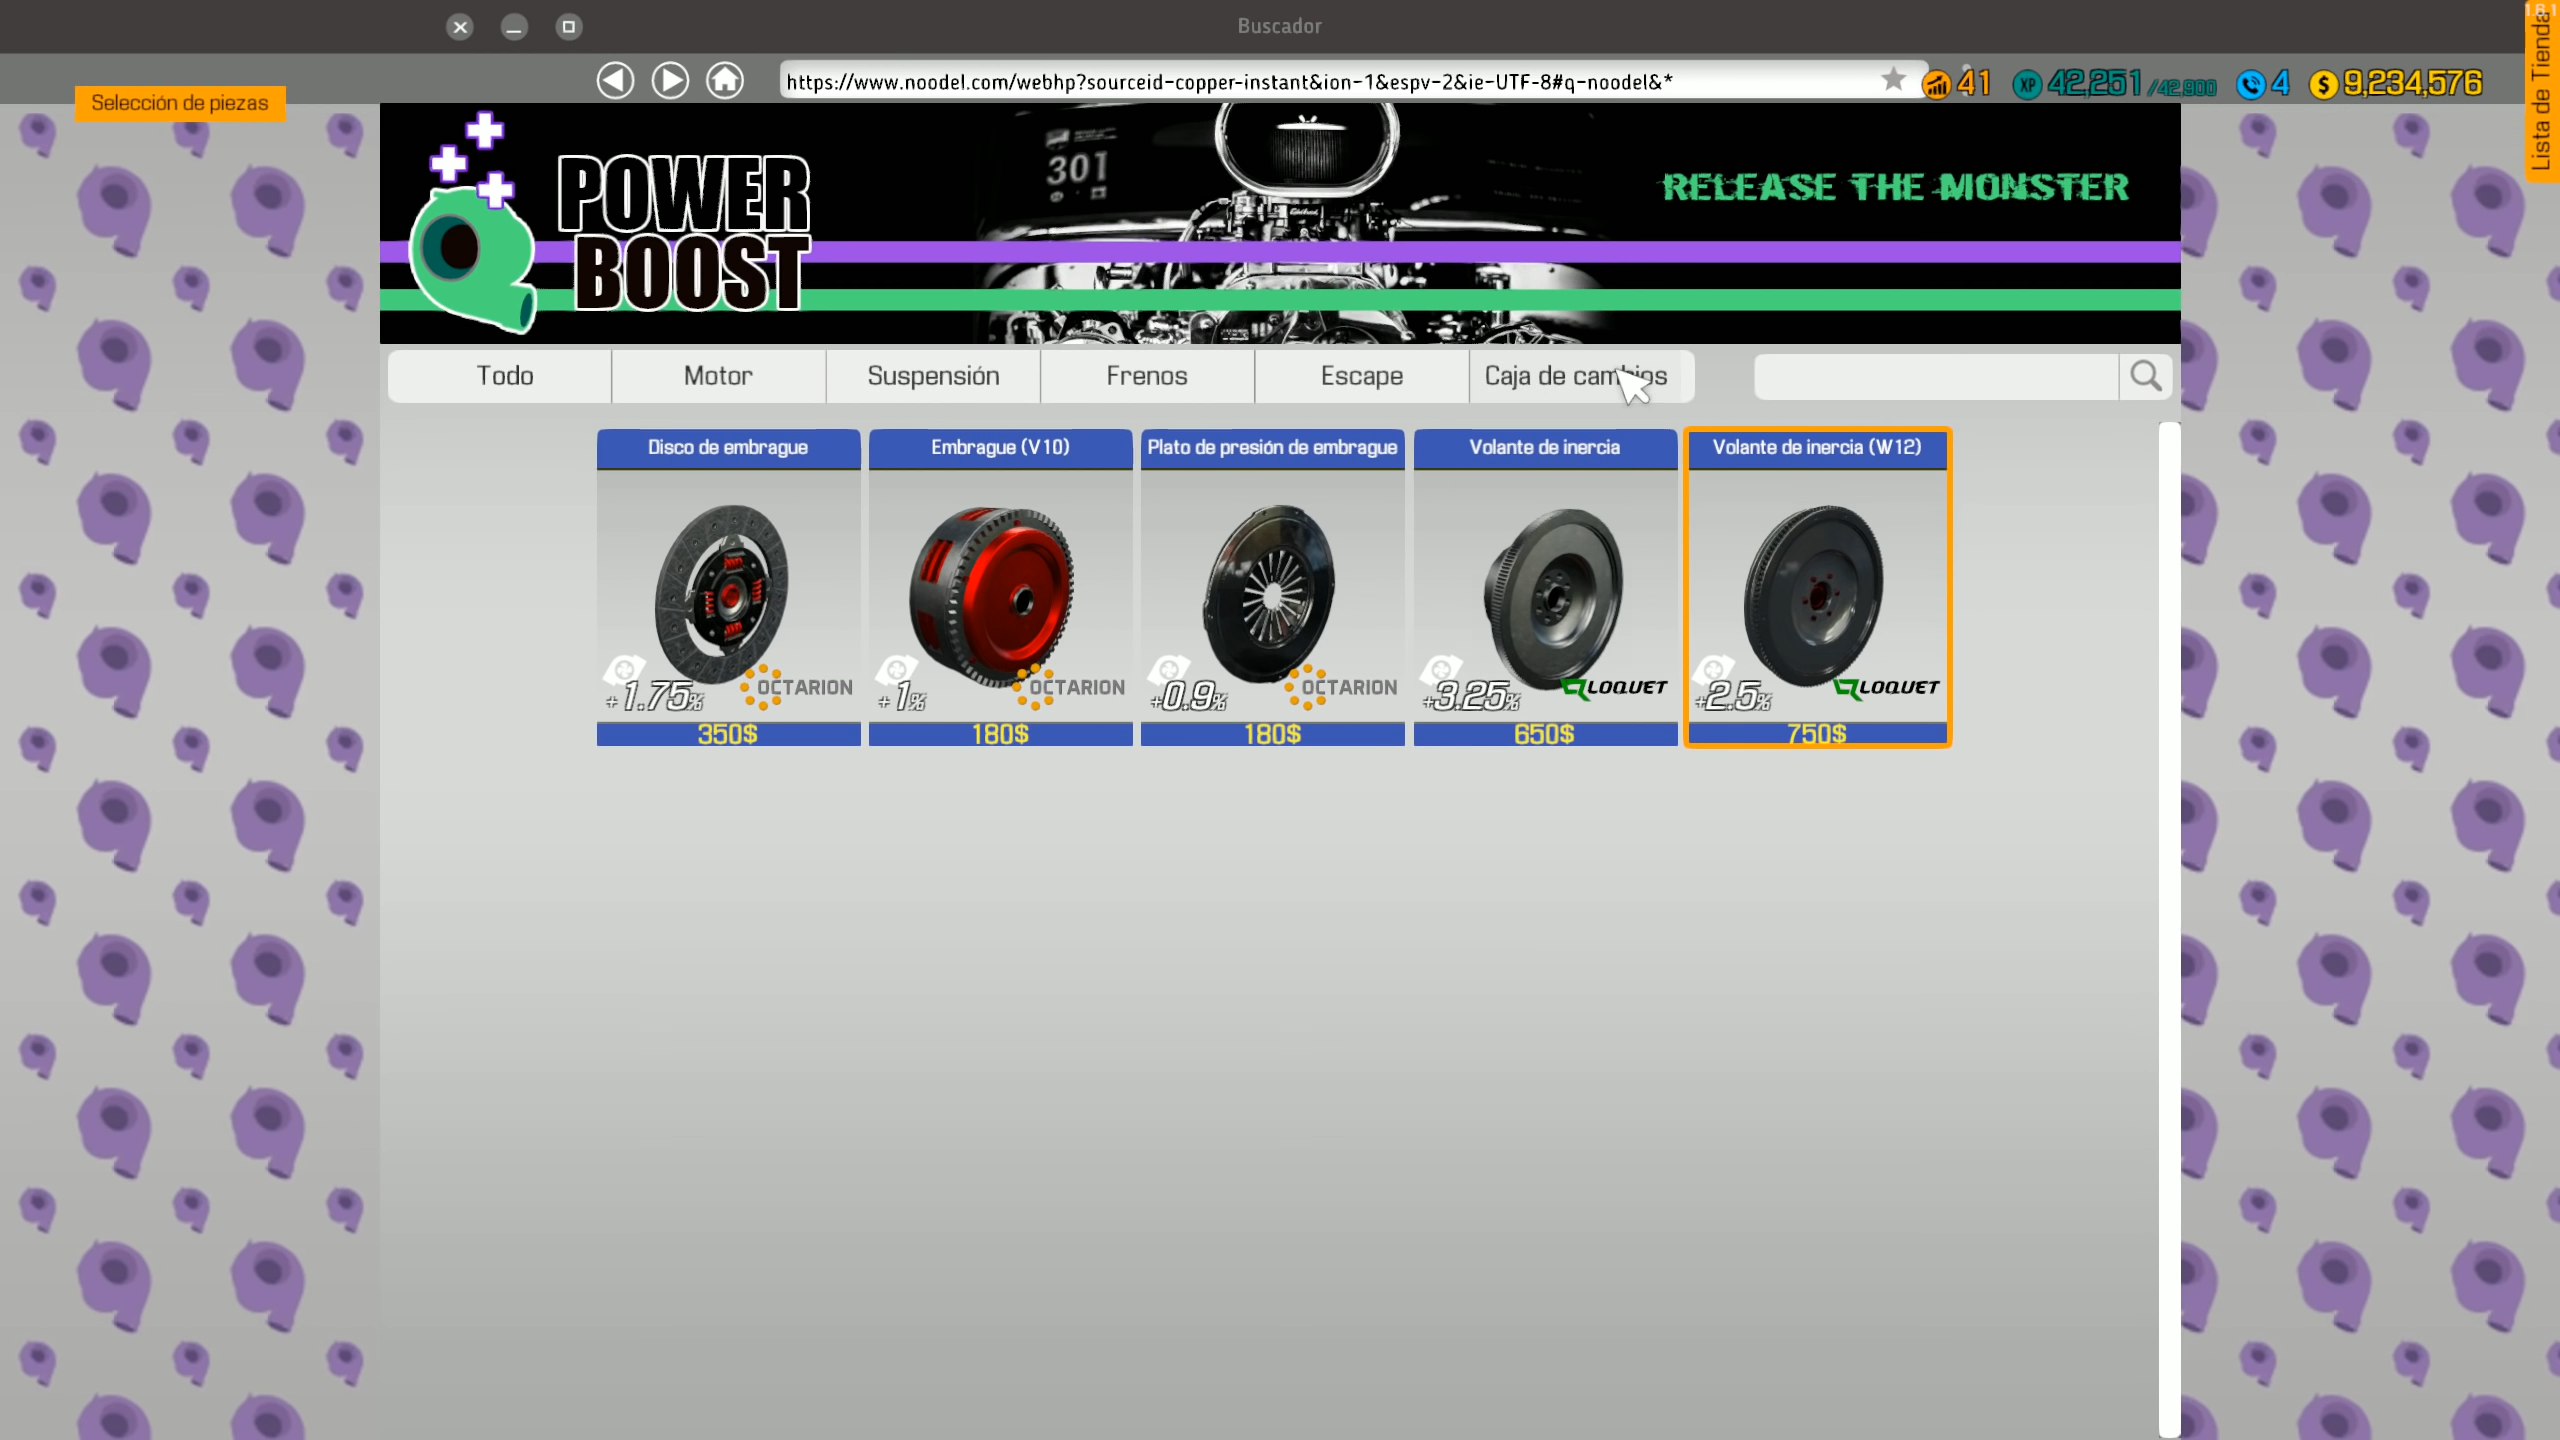 Buscador
1.6.1
https://www.noodel.com/webhp?sourceid-copper-instant&ion-1&espv-2&ie-UTF-8#q-noodel&*
41
XP 42,251 /42,900
4
$ 9,234,576
Lista de Tienda
Selección de piezas
POWER
BOOST
301
RELEASE THE MONSTER
Todo
Motor
Suspensión
Frenos
Escape
Caja de cambios
Disco de embrague
+1.75%
OCTARION
350$
Embrague (V10)
+1%
OCTARION
180$
Plato de presión de embrague
+0.9%
OCTARION
180$
Volante de inercia
+3.25%
LOQUET
650$
Volante de inercia (W12)
+2.5%
LOQUET
750$